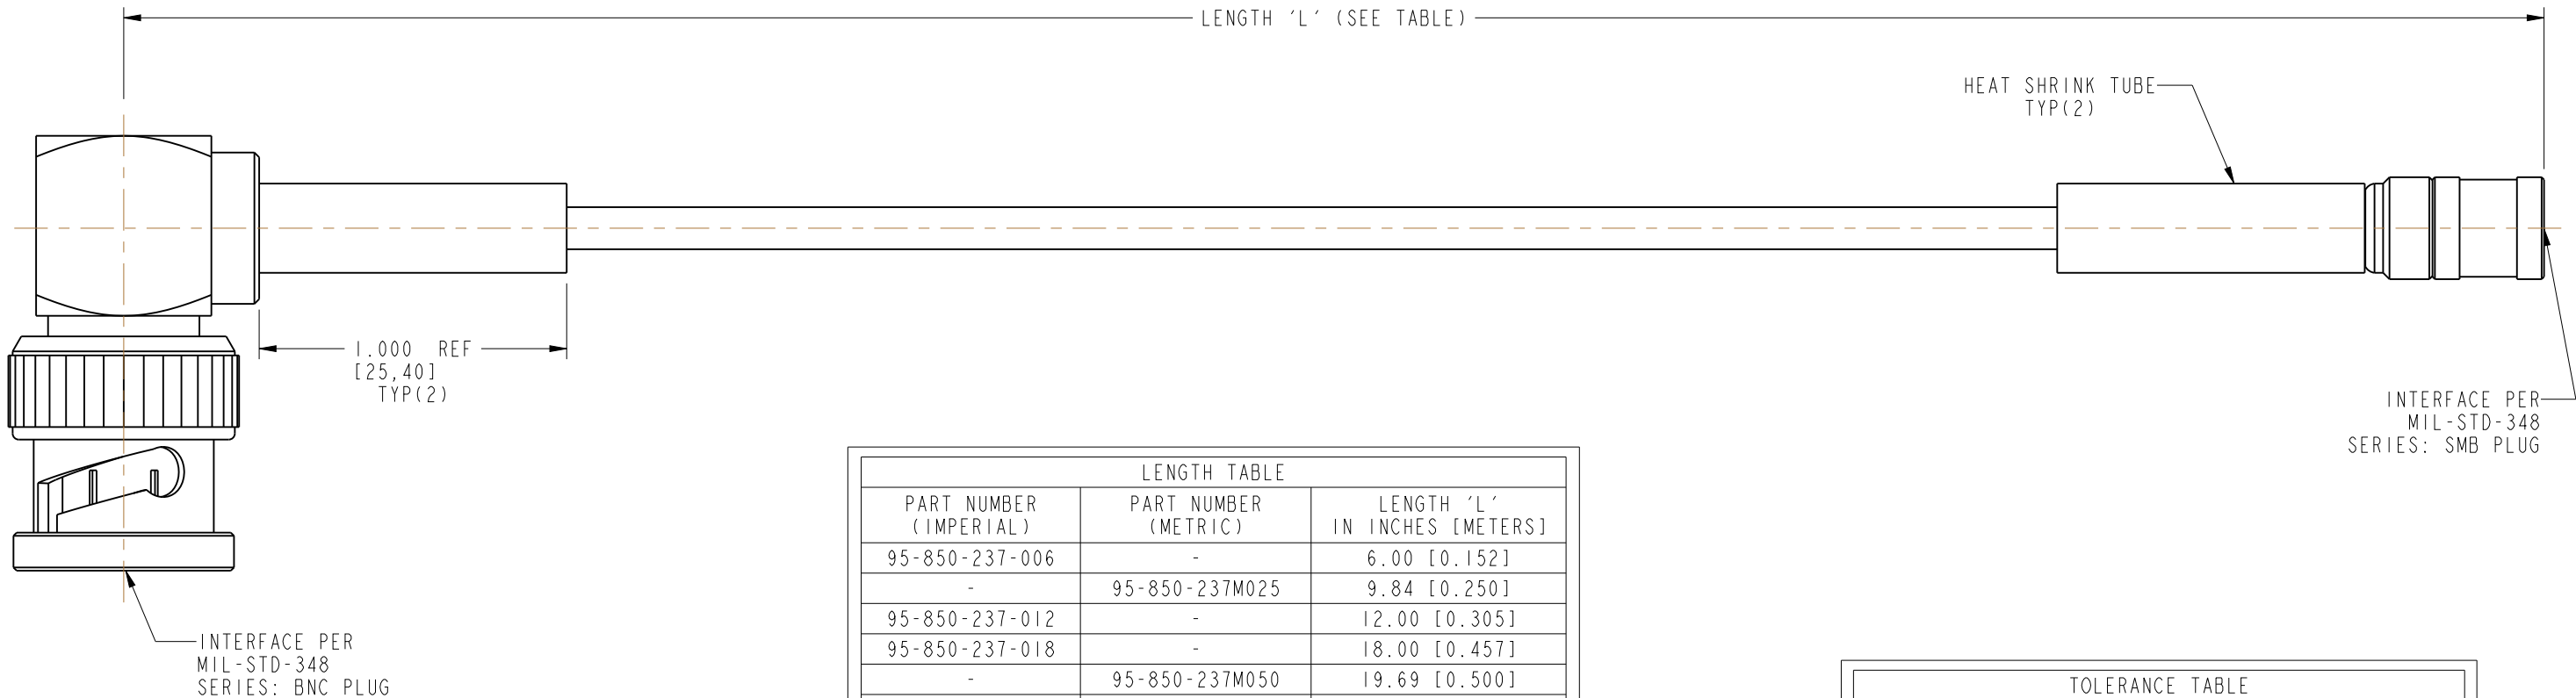 LENGTH 'L' (SEE TABLE)
HEAT SHRINK TUBE
TYP(2)
1.000 REF
[25,40]
TYP(2)
INTERFACE PER
MIL-STD-348
SERIES: SMB PLUG
INTERFACE PER
MIL-STD-348
SERIES: BNC PLUG
LENGTH TABLE
PART NUMBER (IMPERIAL) PART NUMBER (METRIC) LENGTH 'L' IN INCHES [METERS]
95-850-237-006 - 6.00 [0.152]
- 95-850-237M025 9.84 [0.250]
95-850-237-012 - 12.00 [0.305]
95-850-237-018 - 18.00 [0.457]
- 95-850-237M050 19.69 [0.500]
TOLERANCE TABLE